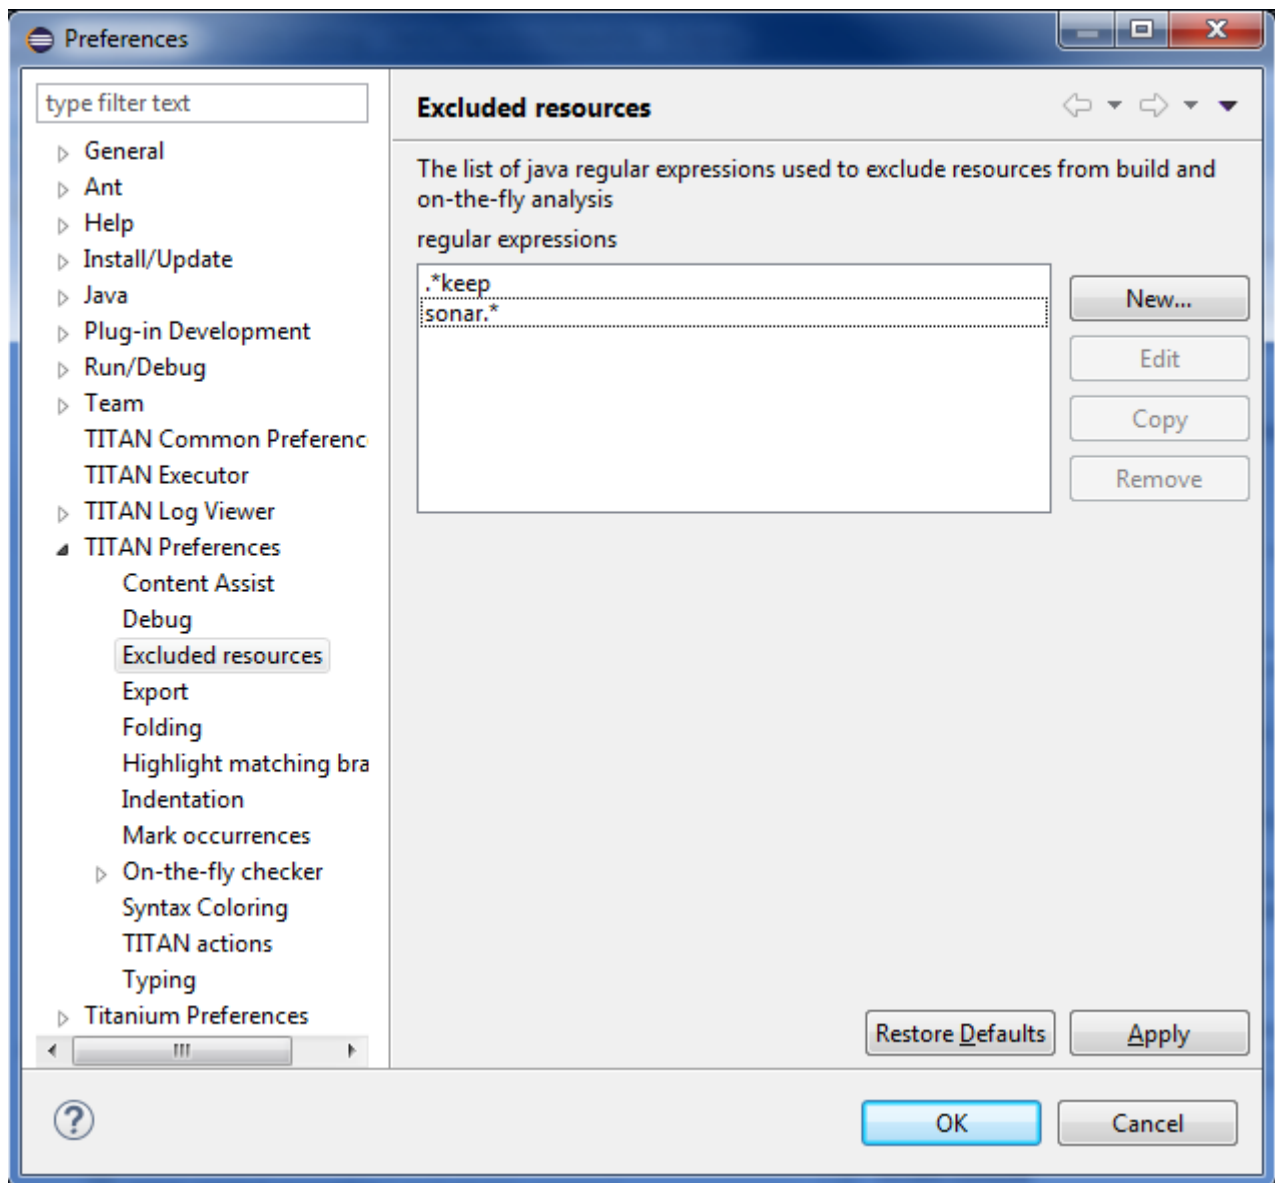 Preferences
type filter text
General
Ant
Help
Install/Update
Java
Plug-in Development
Run/Debug
Team
TITAN Common Preferenc
TITAN Executor
TITAN Log Viewer
TITAN Preferences
Content Assist
Debug
Excluded resources
Export
Folding
Highlight matching bra
Indentation
Mark occurrences
On-the-fly checker
Syntax Coloring
TITAN actions
Typing
Titanium Preferences
Excluded resources
The list of java regular expressions used to exclude resources from build and
on-the-fly analysis
regular expressions
.*keep
sonar.*
New...
Edit
Copy
Remove
Restore Defaults
Apply
OK
Cancel